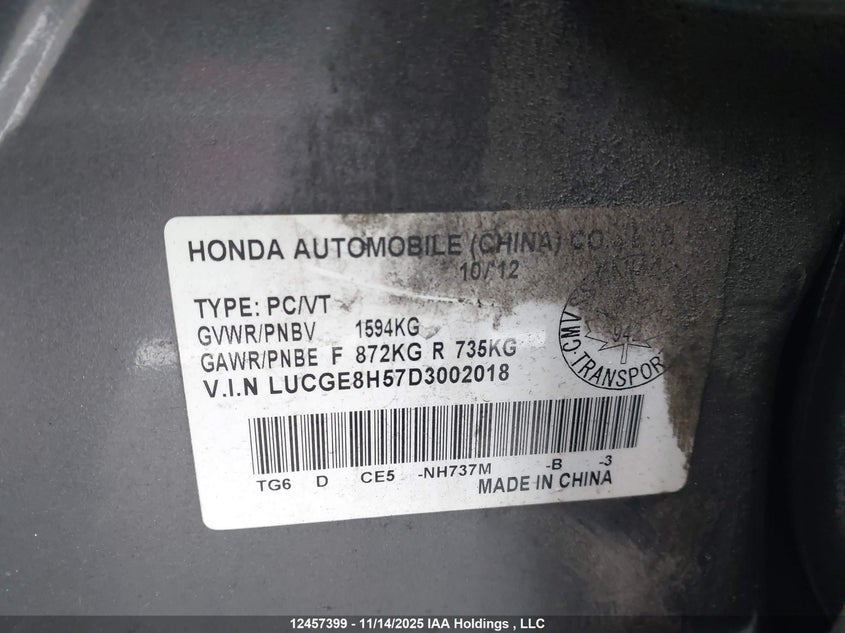 HONDA AUTOMOBILE (CHINA) CO.
10/12
TYPE: PC/VT
GVWR/PNBV 1594KG
GAWR/PNBE F 872KG R 735KG
V.I.N LUCGE8H57D3002018
TRANSPOR
TG6 D CE5 -NH737M -B -3
MADE IN CHINA
12457399 - 11/14/2025 IAA Holdings , LLC